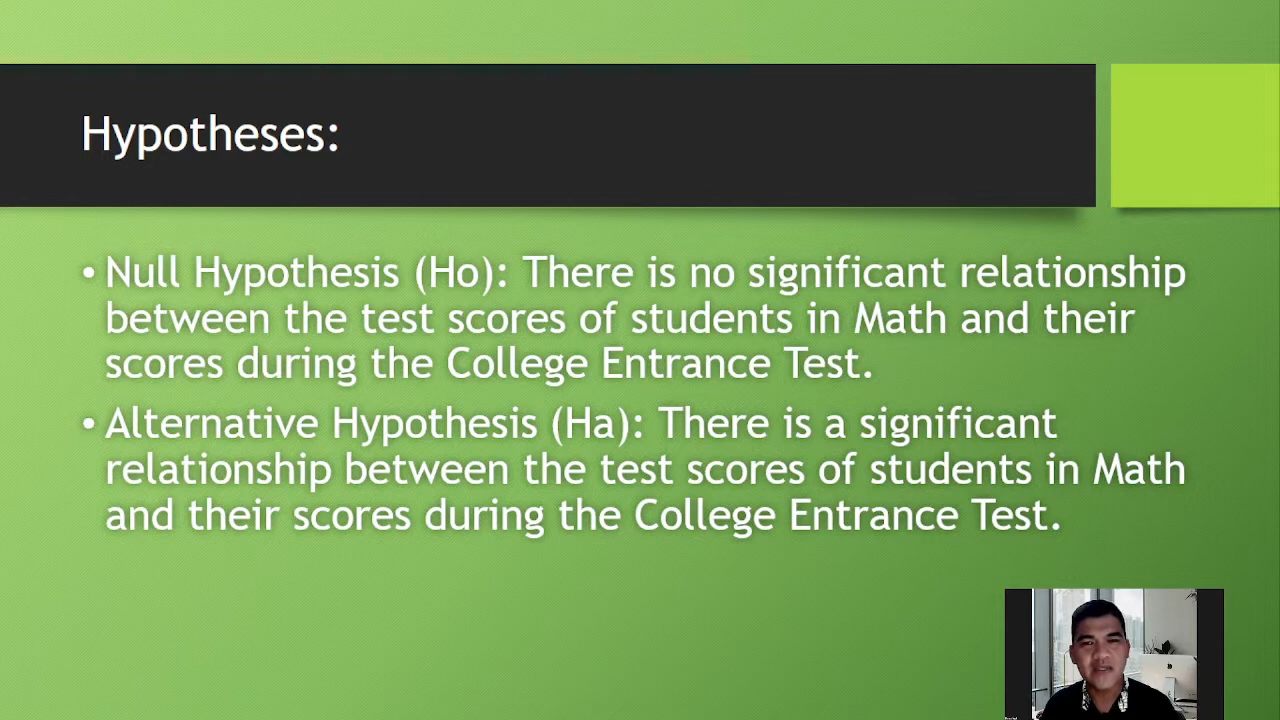 Hypotheses:
• Null Hypothesis (Ho): There is no significant relationship
between the test scores of students in Math and their
scores during the College Entrance Test.
• Alternative Hypothesis (Ha): There is a significant
relationship between the test scores of students in Math
and their scores during the College Entrance Test.